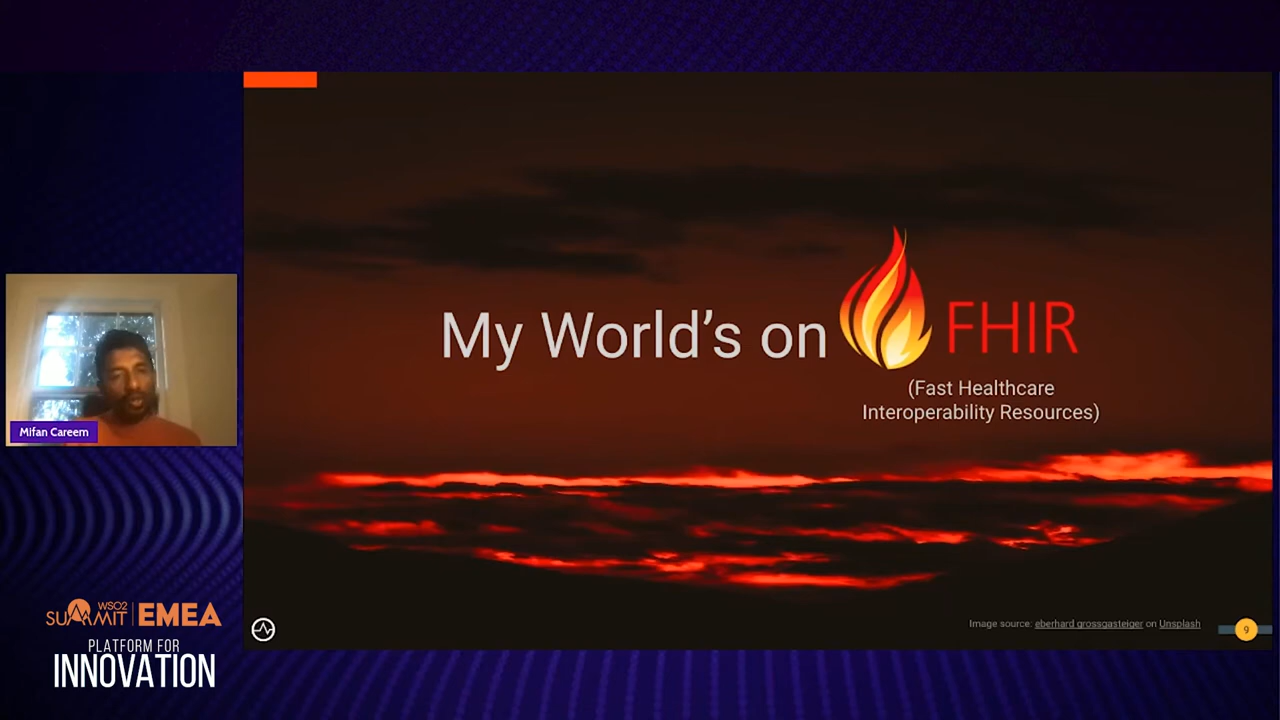 My World's on FHIR
(Fast Healthcare
Interoperability Resources)
Mifan Careem
WSO2
SUMMIT | EMEA
PLATFORM FOR
INNOVATION
Image source: eberhard grossgasteiger on Unsplash
9